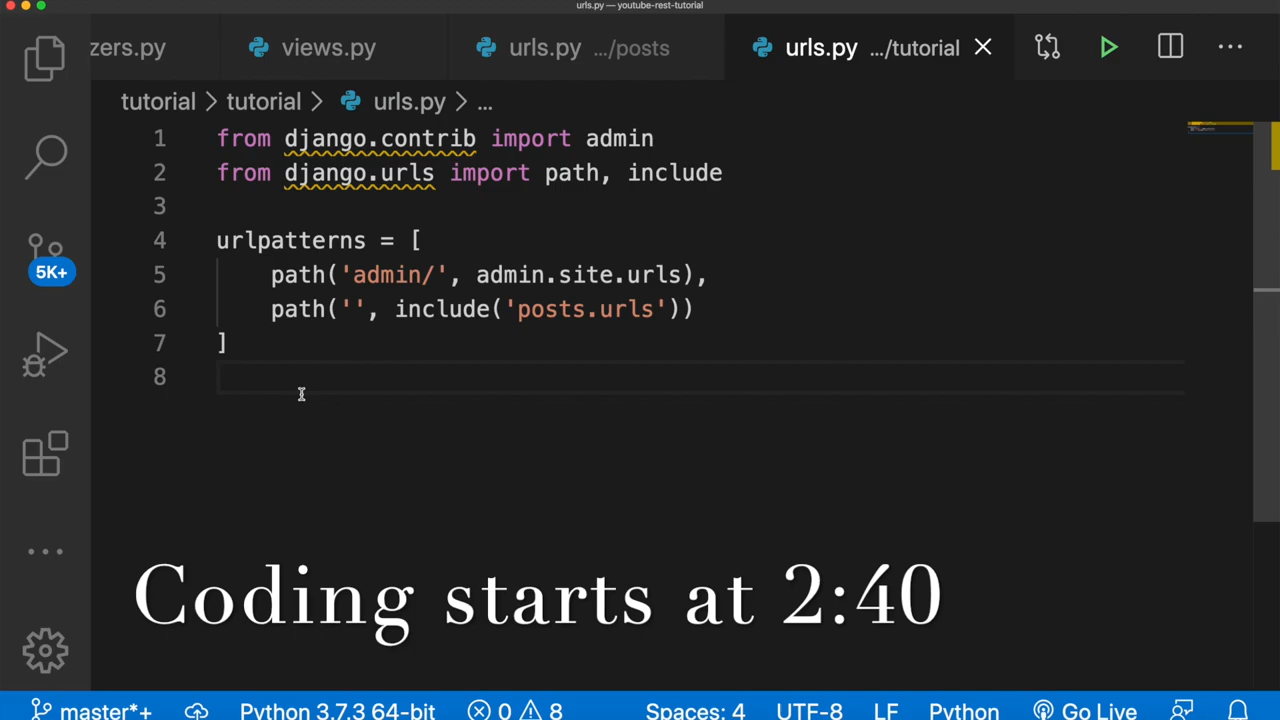 urls.py — youtube-rest-tutorial
zers.py views.py urls.py .../posts urls.py .../tutorial
tutorial > tutorial > urls.py > ...
1 from django.contrib import admin
2 from django.urls import path, include
3
4 urlpatterns = [
5 path('admin/', admin.site.urls),
6 path('', include('posts.urls'))
7 ]
8
5K+
Coding starts at 2:40
master*+ Python 3.7.3 64-bit 0 8 Spaces: 4 UTF-8 LF Python Go Live